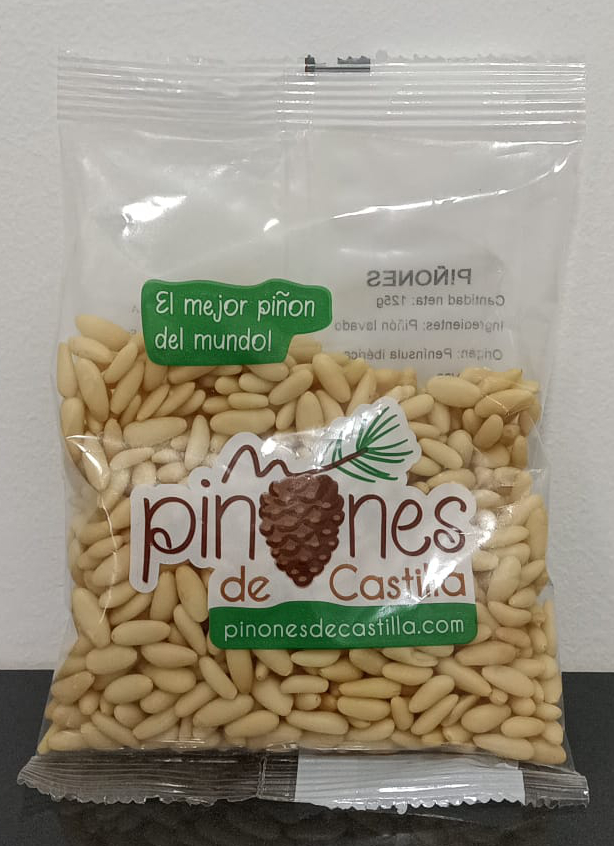 El mejor piñon
del mundo!
PIÑONES
Cantidad neta: 125g
Ingredientes: Piñón lavado
Origen: Península ibérica
piñones
de Castilla
pinonesdecastilla.com